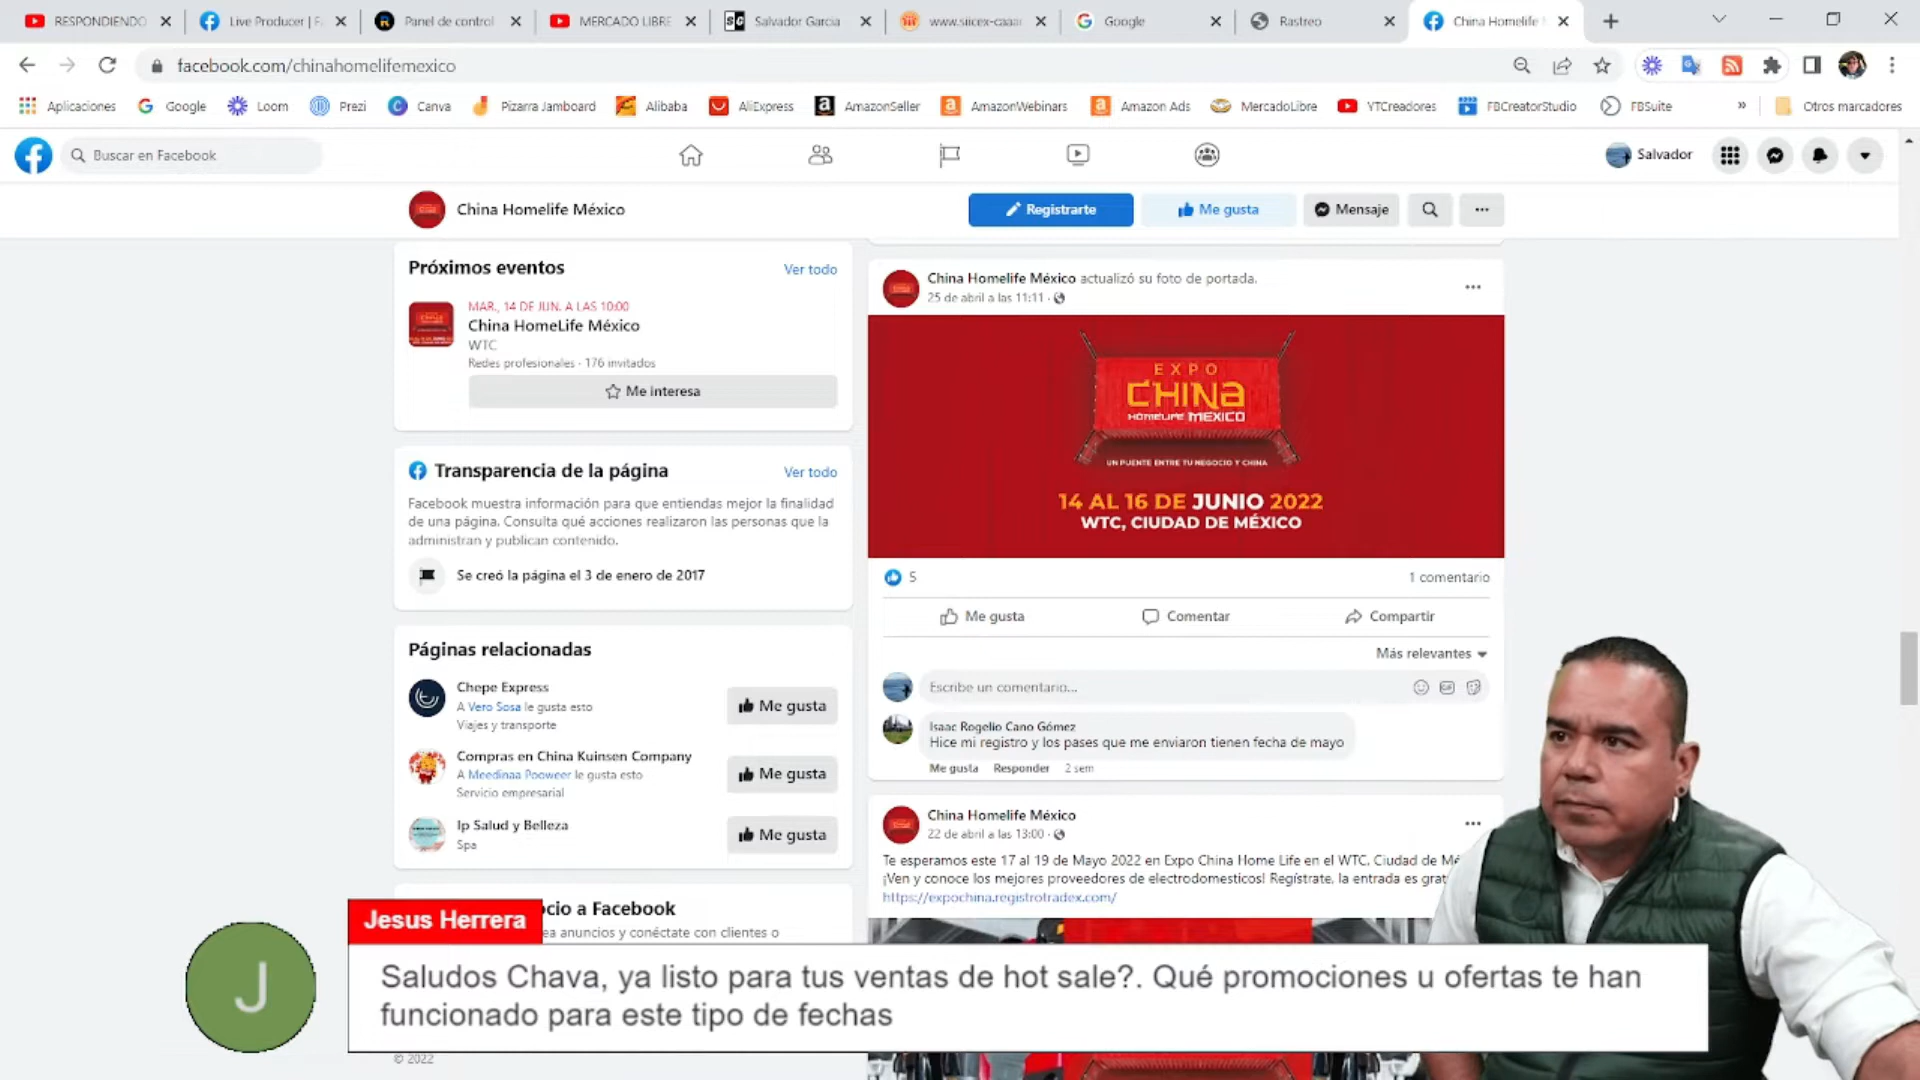 RESPONDIENDO
Live Producer | F
Panel de control
MERCADO LIBRE
SG
Salvador Garcia
www.siicex-caaa
Google
Rastreo
China Homelife
facebook.com/chinahomelifemexico
Aplicaciones
Google
Loom
Prezi
Canva
Pizarra Jamboard
Alibaba
AliExpress
AmazonSeller
AmazonWebinars
Amazon Ads
MercadoLibre
YTCreadores
FBCreatorStudio
FBSuite
»
Otros marcadores
Buscar en Facebook
Salvador
China Homelife México
Registrarte
Me gusta
Mensaje
Próximos eventos
Ver todo
MAR., 14 DE JUN. A LAS 10:00
China HomeLife México
WTC
Redes profesionales · 176 invitados
Me interesa
Transparencia de la página
Ver todo
Facebook muestra información para que entiendas mejor la finalidad
de una página. Consulta qué acciones realizaron las personas que la
administran y publican contenido.
Se creó la página el 3 de enero de 2017
Páginas relacionadas
Chepe Express
A Vero Sosa le gusta esto
Viajes y transporte
Me gusta
Compras en China Kuinsen Company
A Meedinaa Pooweer le gusta esto
Servicio empresarial
Me gusta
Ip Salud y Belleza
Spa
Me gusta
ocio a Facebook
ea anuncios y conéctate con clientes o
© 2022
China Homelife México actualizó su foto de portada.
25 de abril a las 11:11 ·
EXPO
CHINA
HOMELIFE MEXICO
UN PUENTE ENTRE TU NEGOCIO Y CHINA
14 AL 16 DE JUNIO 2022
WTC, CIUDAD DE MÉXICO
5
1 comentario
Me gusta
Comentar
Compartir
Más relevantes
Escribe un comentario...
Isaac Rogelio Cano Gómez
Hice mi registro y los pases que me enviaron tienen fecha de mayo
Me gusta Responder 2 sem
China Homelife México
22 de abril a las 13:00 ·
Te esperamos este 17 al 19 de Mayo 2022 en Expo China Home Life en el WTC. Ciudad de Mé
¡Ven y conoce los mejores proveedores de electrodomesticos! Regístrate, la entrada es grat
https://expochina.registrotradex.com/
Jesus Herrera
J
Saludos Chava, ya listo para tus ventas de hot sale?. Qué promociones u ofertas te han
funcionado para este tipo de fechas